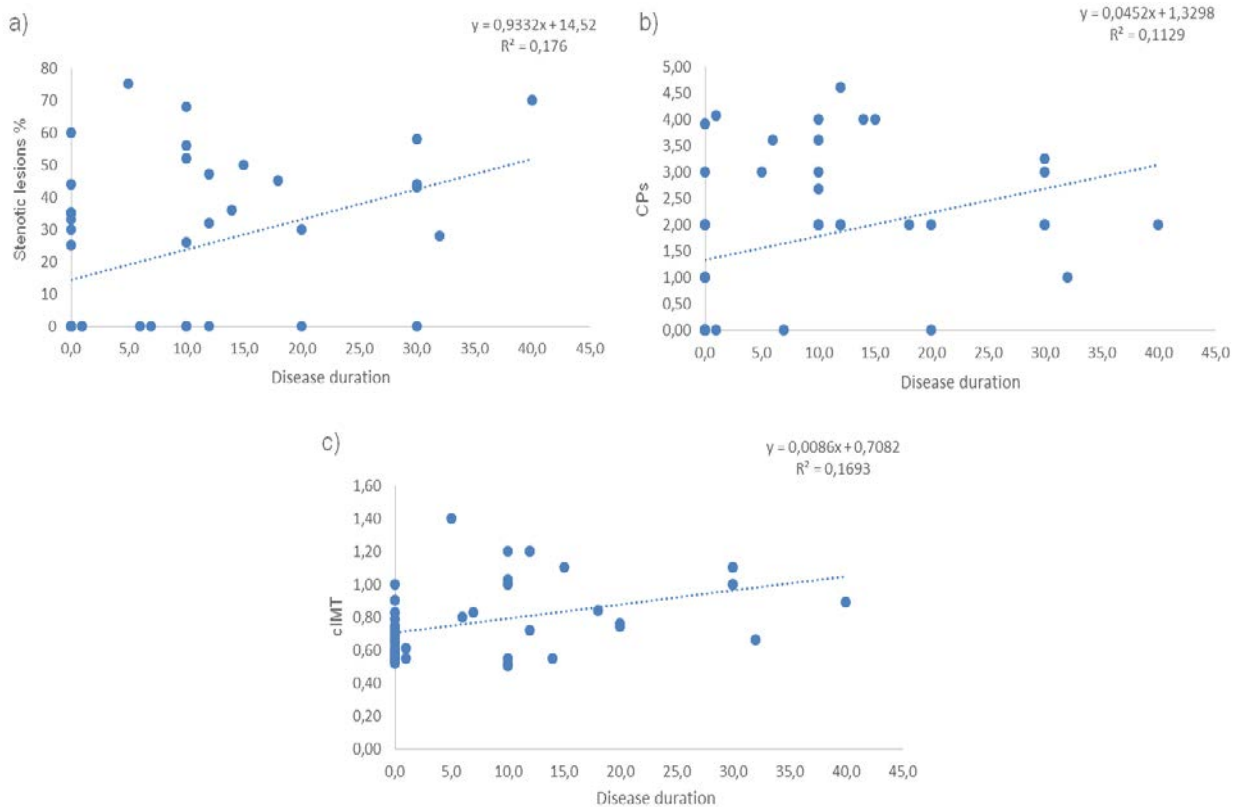 a)
y = 0,9332x + 14,52
R² = 0,176
Stenotic lesions %
80
70
60
50
40
30
20
10
0
0,0 5,0 10,0 15,0 20,0 25,0 30,0 35,0 40,0 45,0
Disease duration
b)
y = 0,0452x + 1,3298
R² = 0,1129
CPs
5,00
4,50
4,00
3,50
3,00
2,50
2,00
1,50
1,00
0,50
0,00
0,0 5,0 10,0 15,0 20,0 25,0 30,0 35,0 40,0 45,0
Disease duration
c)
y = 0,0086x + 0,7082
R² = 0,1693
cIMT
1,60
1,40
1,20
1,00
0,80
0,60
0,40
0,20
0,00
0,0 5,0 10,0 15,0 20,0 25,0 30,0 35,0 40,0 45,0
Disease duration